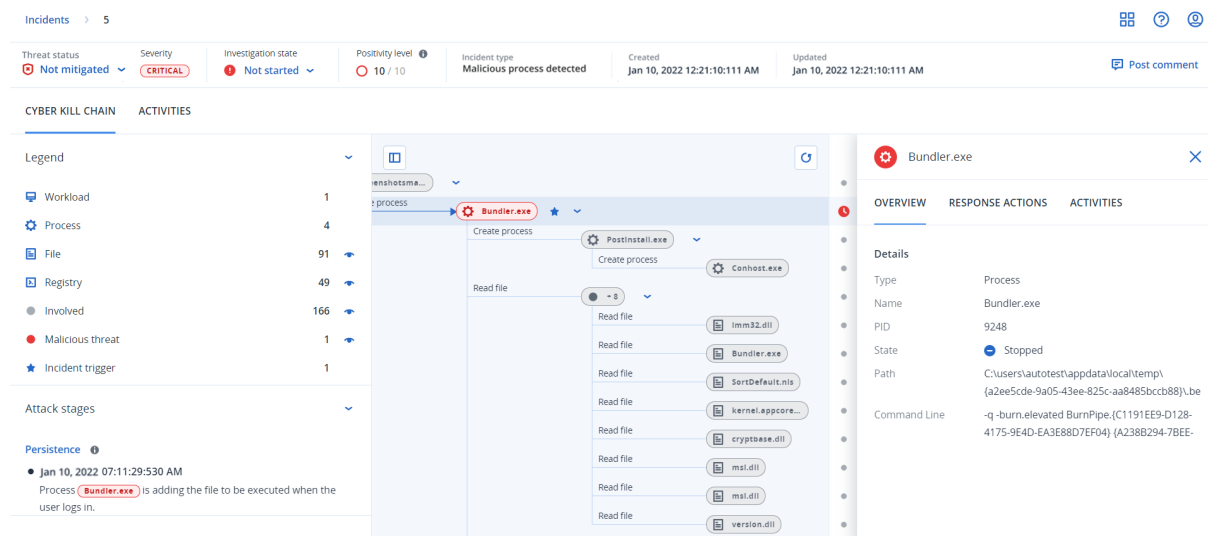 Incidents > 5
Threat status
Not mitigated
Severity
CRITICAL
Investigation state
Not started
Positivity level
10 / 10
Incident type
Malicious process detected
Created
Jan 10, 2022 12:21:10:111 AM
Updated
Jan 10, 2022 12:21:10:111 AM
Post comment
CYBER KILL CHAIN
ACTIVITIES
Legend
Workload 1
Process 4
File 91
Registry 49
Involved 166
Malicious threat 1
Incident trigger 1
Attack stages
Persistence
Jan 10, 2022 07:11:29:530 AM
Process Bundler.exe is adding the file to be executed when the
user logs in.
enshotsma...
process
Bundler.exe
Create process
PostInstall.exe
Create process
Conhost.exe
Read file
+ 8
Read file
Imm32.dll
Read file
Bundler.exe
Read file
SortDefault.nls
Read file
kernel.appcore...
Read file
cryptbase.dll
Read file
msi.dll
Read file
msi.dll
Read file
version.dll
Bundler.exe
OVERVIEW
RESPONSE ACTIONS
ACTIVITIES
Details
Type Process
Name Bundler.exe
PID 9248
State Stopped
Path C:\users\autotest\appdata\local\temp\
{a2ee5cde-9a05-43ee-825c-aa8485bccb88}\.be
Command Line -q -burn.elevated BurnPipe.{C1191EE9-D128-
4175-9E4D-EA3E88D7EF04} {A238B294-7BEE-